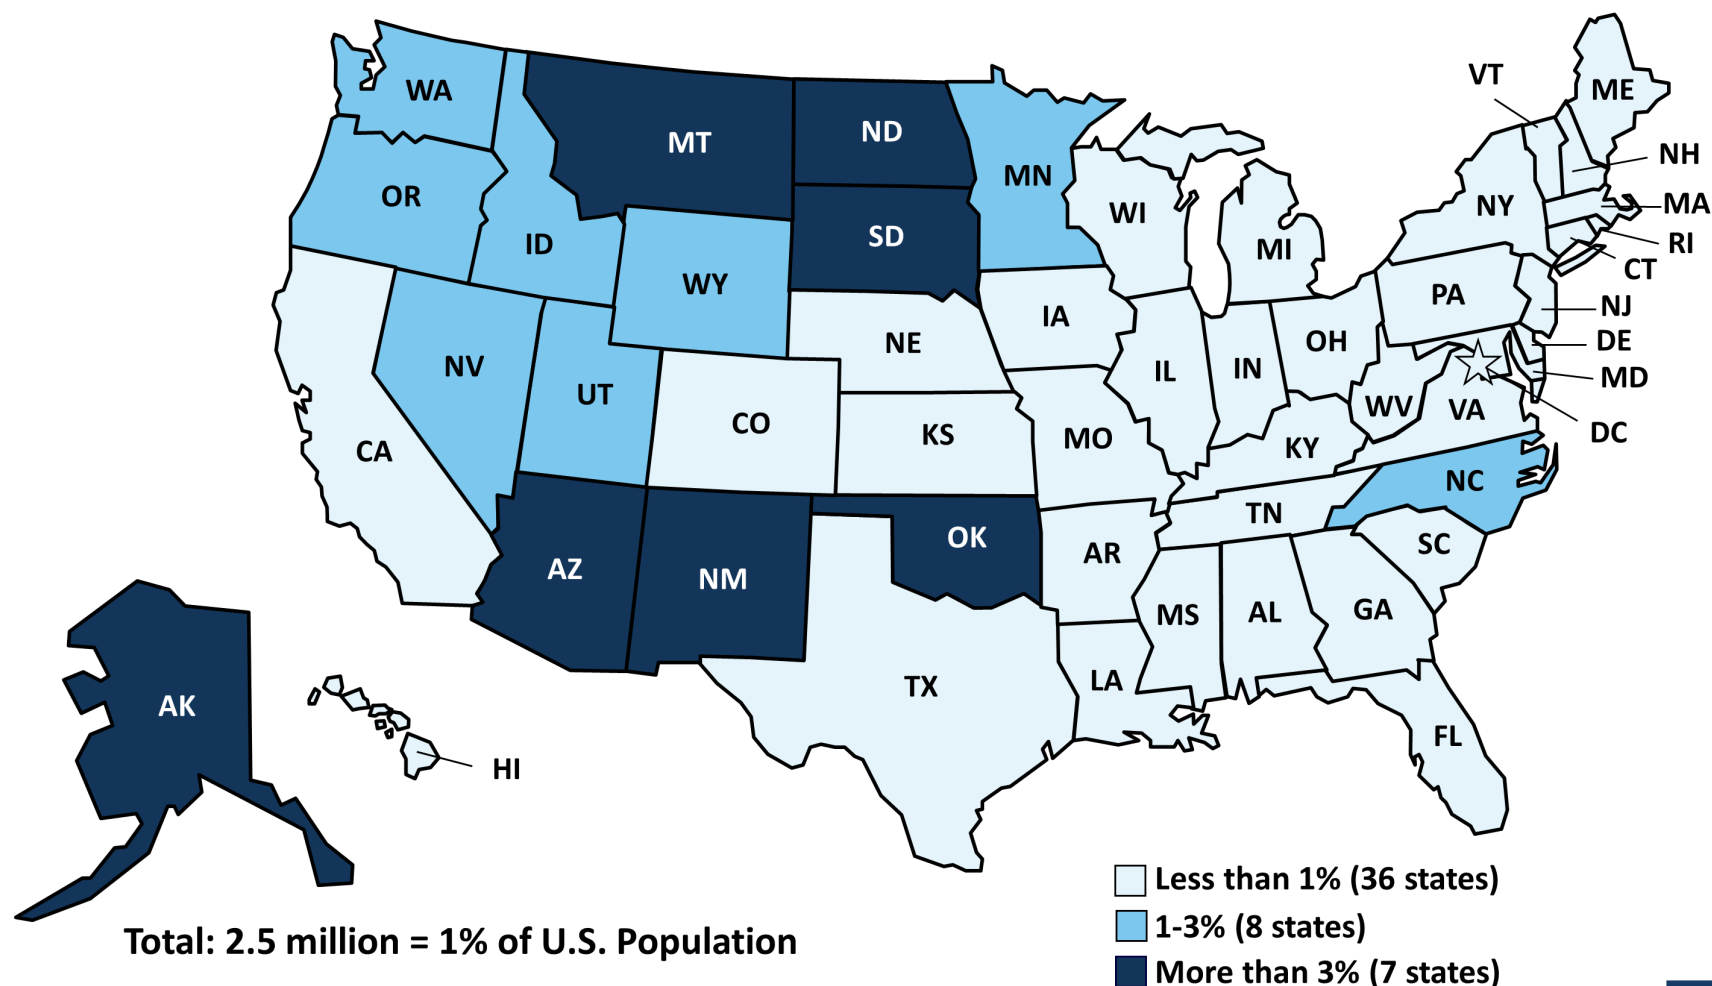 VT
ME
WA
MT
ND
MN
NH
OR
WI
NY
MA
SD
ID
MI
RI
CT
WY
PA
NJ
IA
NE
OH
DE
NV
IL
IN
MD
UT
WV
VA
CO
KS
MO
DC
CA
KY
NC
TN
OK
AR
SC
AZ
NM
MS
AL
GA
TX
LA
AK
FL
HI
Less than 1% (36 states)
1-3% (8 states)
Total: 2.5 million = 1% of U.S. Population
More than 3% (7 states)